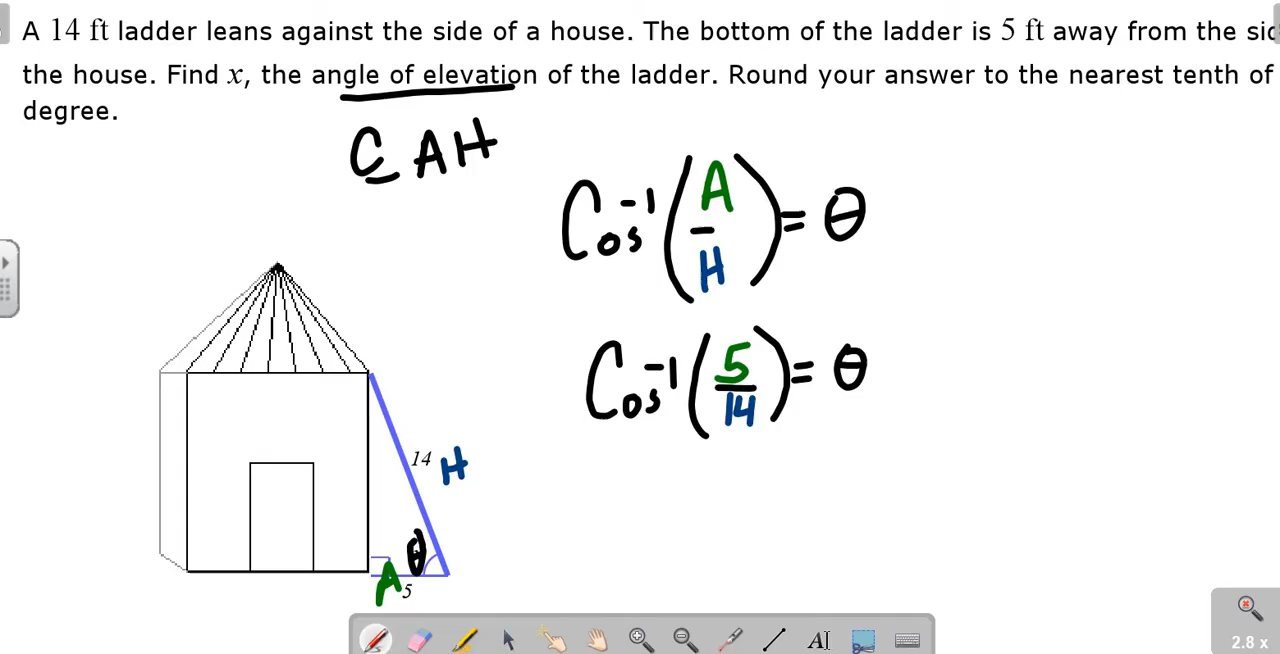 A 14 ft ladder leans against the side of a house. The bottom of the ladder is 5 ft away from the
the house. Find x, the angle of elevation of the ladder. Round your answer to the nearest tenth of
degree.
CAH
Cos⁻¹(A/H) = θ
Cos⁻¹(5/14) = θ
14 H
θ
A 5
AI
2.8 x